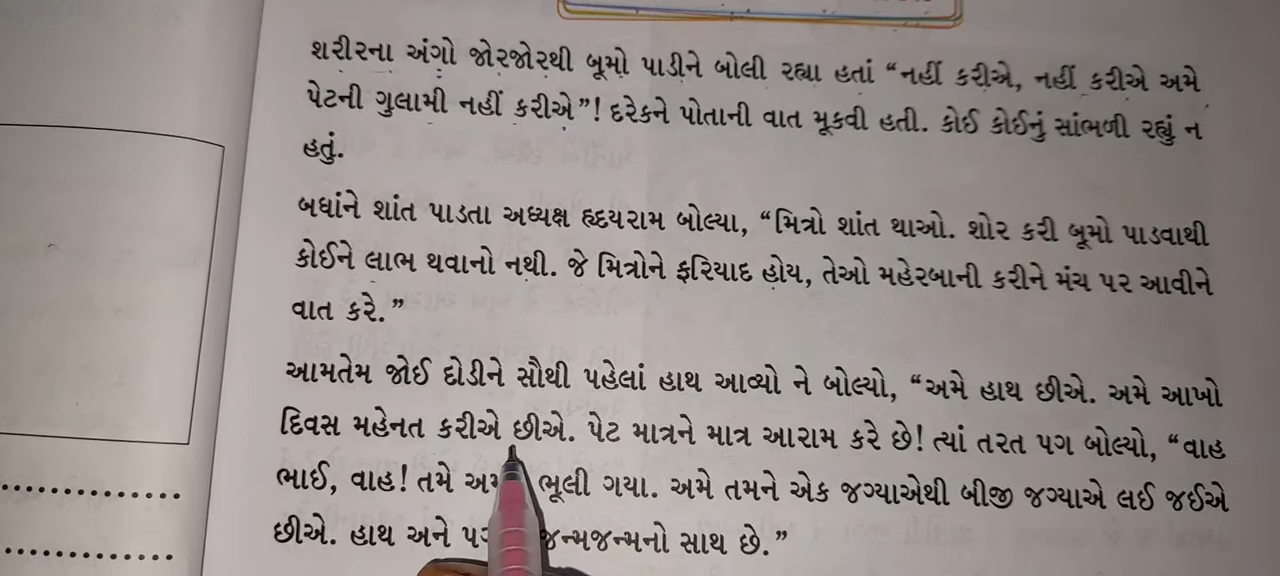 શરીરના અંગો જોરજોરથી બૂમો પાડીને બોલી રહ્યા હતાં “નહીં કરીએ, નહીં કરીએ અમે
પેટની ગુલામી નહીં કરીએ”! દરેકને પોતાની વાત મૂકવી હતી. કોઈ કોઈનું સાંભળી રહ્યું ન
હતું.
બધાંને શાંત પાડતા અધ્યક્ષ હૃદયરામ બોલ્યા, “મિત્રો શાંત થાઓ. શોર કરી બૂમો પાડવાથી
કોઈને લાભ થવાનો નથી. જે મિત્રોને ફરિયાદ હોય, તેઓ મહેરબાની કરીને મંચ પર આવીને
વાત કરે.”
આમતેમ જોઈ દોડીને સૌથી પહેલાં હાથ આવ્યો ને બોલ્યો, “અમે હાથ છીએ. અમે આખો
દિવસ મહેનત કરીએ છીએ. પેટ માત્રને માત્ર આરામ કરે છે! ત્યાં તરત પગ બોલ્યો, “વાહ
ભાઈ, વાહ! તમે ભૂલી ગયા. અમે તમને એક જગ્યાએથી બીજી જગ્યાએ લઈ જઈએ
છીએ. હાથ અને જન્મજન્મનો સાથ છે.”